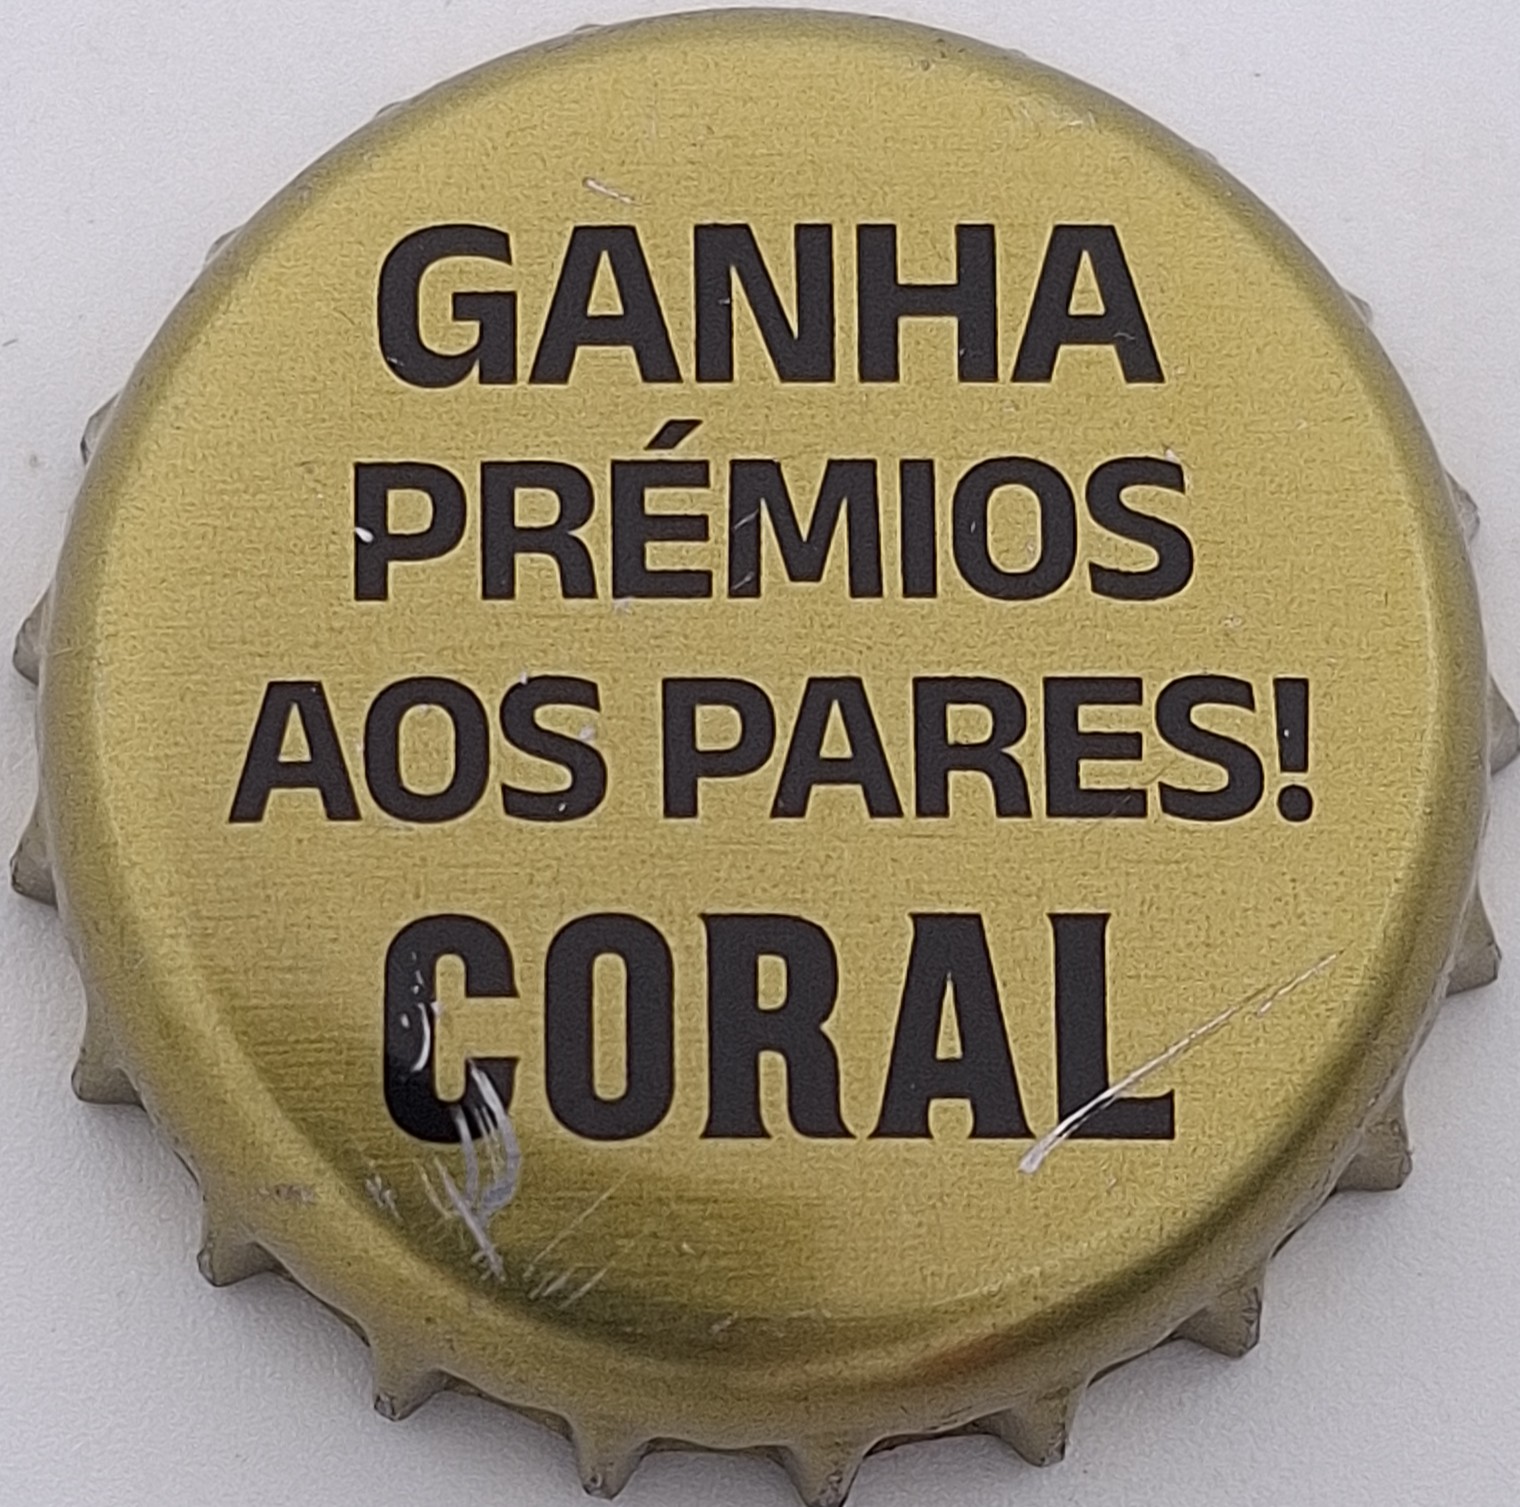 GANHA
PRÉMIOS
AOS PARES!
CORAL